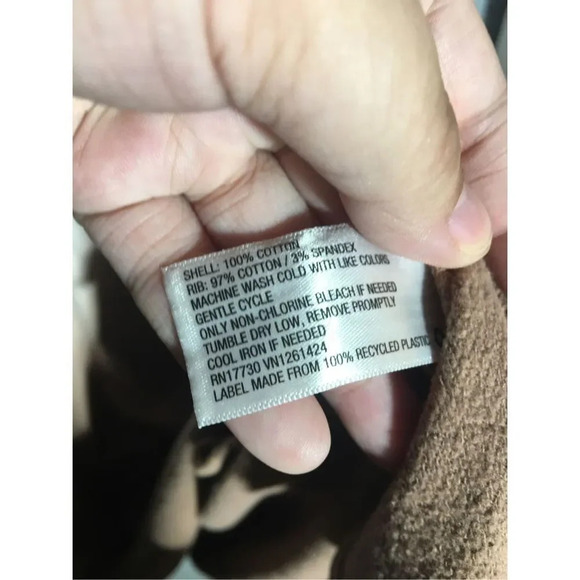 SHELL: 100% COTTON
RIB: 97% COTTON / 3% SPANDEX
MACHINE WASH COLD WITH LIKE COLORS
GENTLE CYCLE
ONLY NON-CHLORINE BLEACH IF NEEDED
TUMBLE DRY LOW, REMOVE PROMPTLY
COOL IRON IF NEEDED
RN17730 VN1261424
LABEL MADE FROM 100% RECYCLED PLASTIC